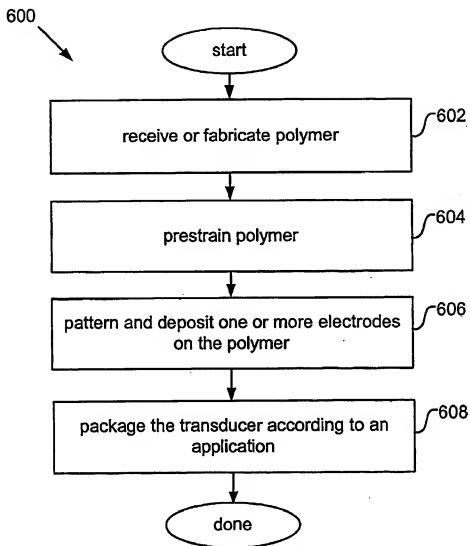 600
start
receive or fabricate polymer
602
prestrain polymer
604
pattern and deposit one or more electrodes
on the polymer
606
package the transducer according to an
application
608
done